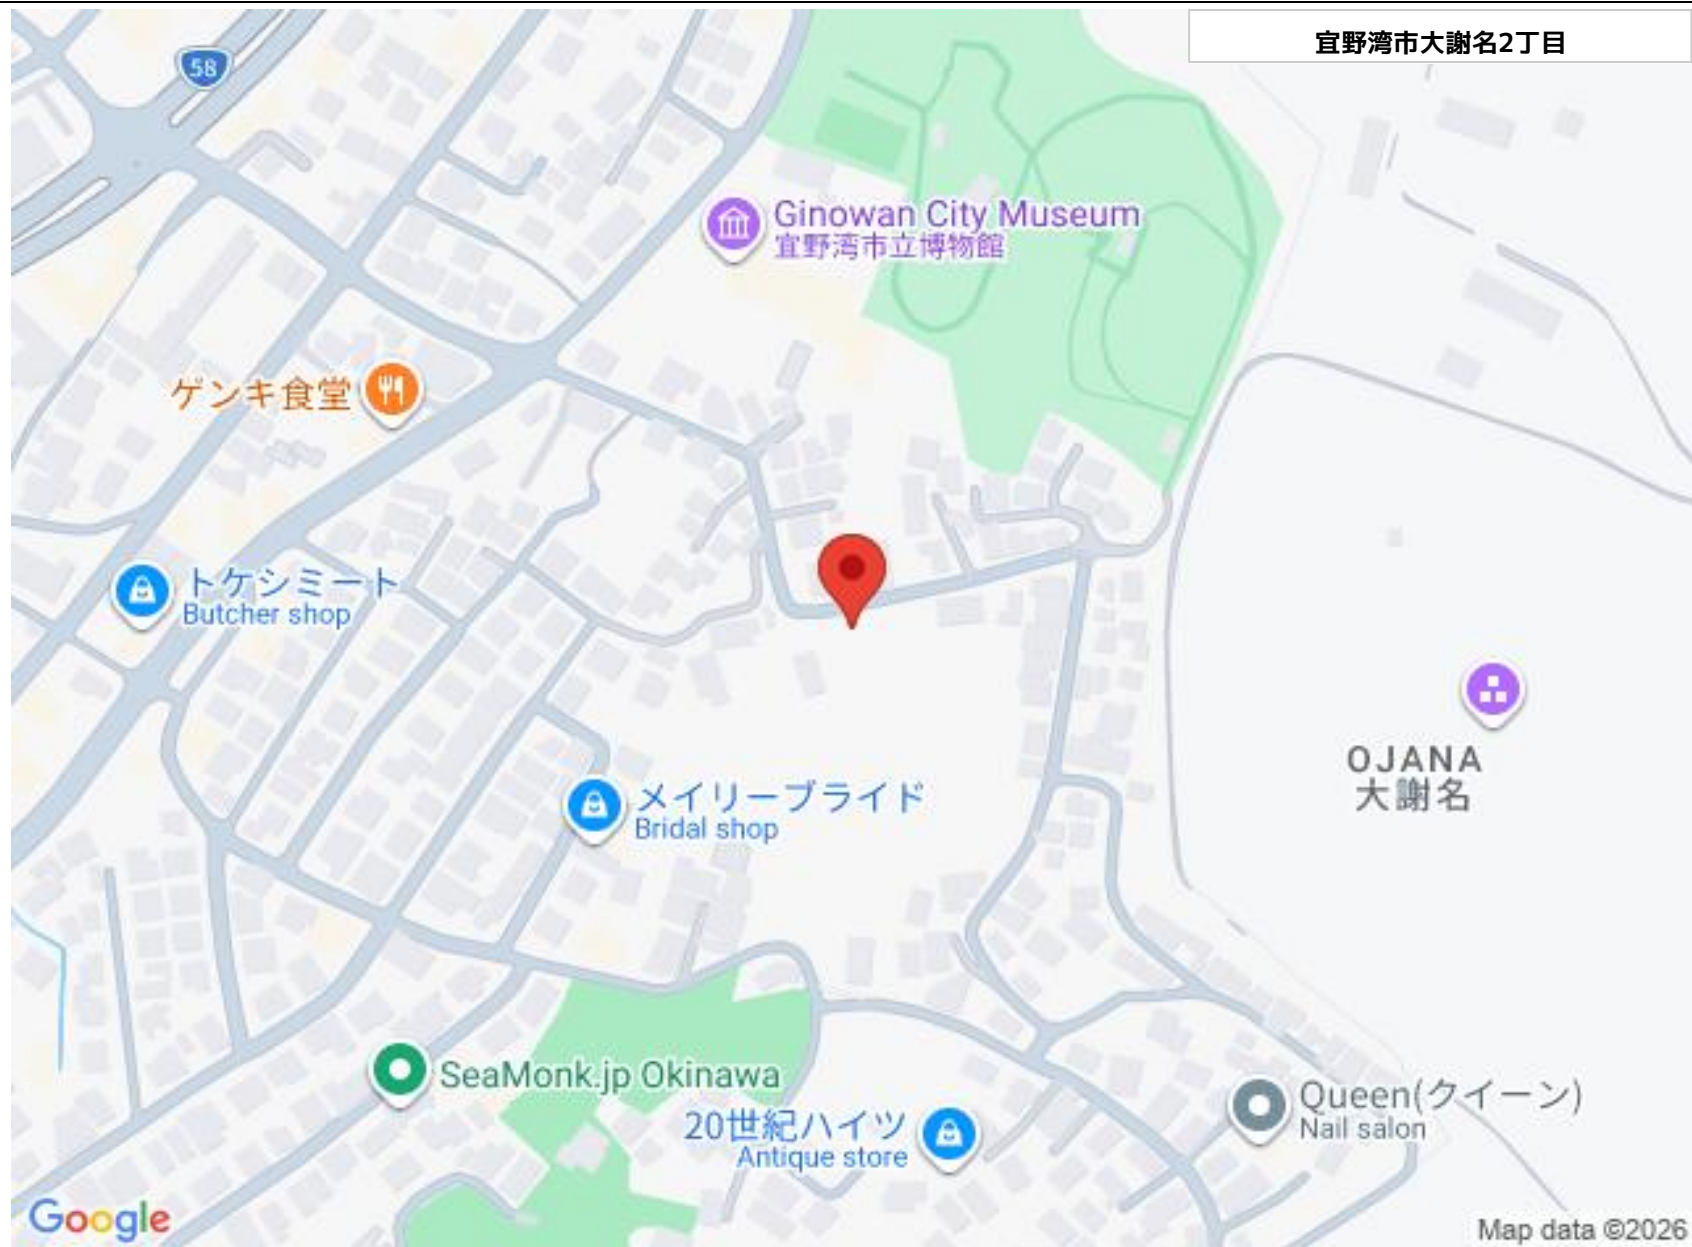 宜野湾市大謝名2丁目
58
Ginowan City Museum
宜野湾市立博物館
ゲンキ食堂
トケシミート
Butcher shop
OJANA
大謝名
メイリーブライド
Bridal shop
SeaMonk.jp Okinawa
20世紀ハイツ
Antique store
Queen(クイーン)
Nail salon
Google
Map data ©2026